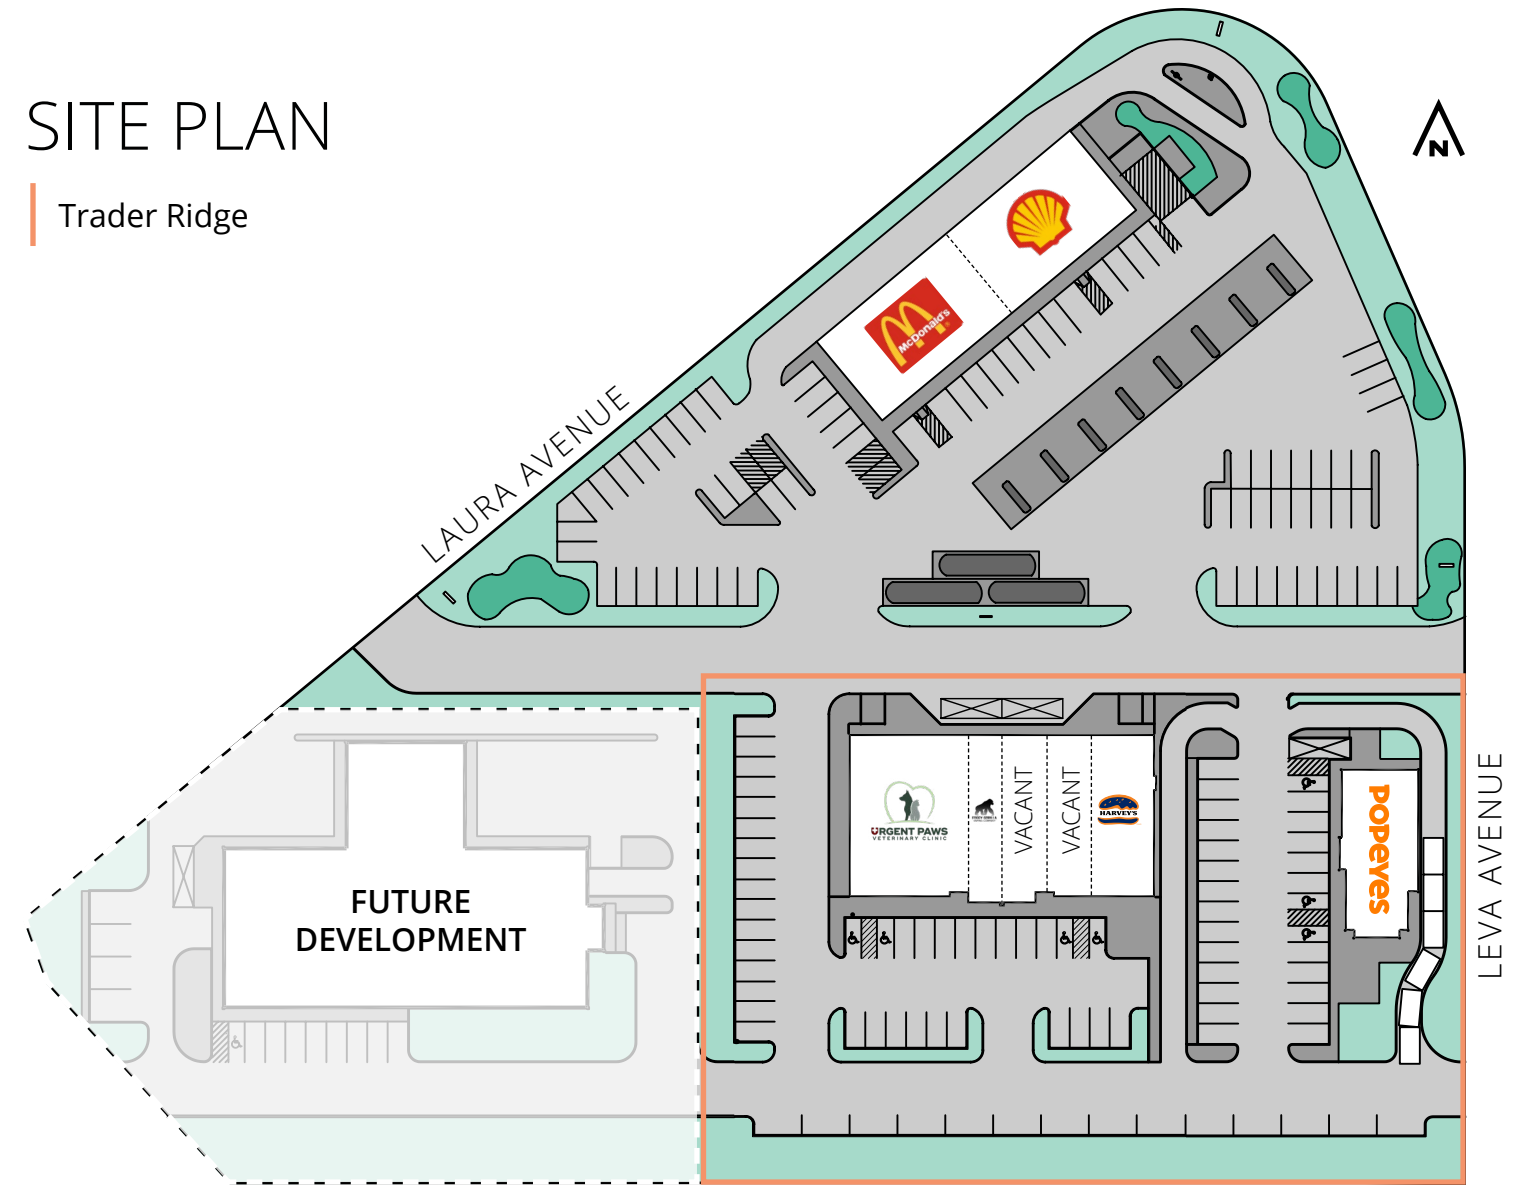 SITE PLAN
Trader Ridge
N
McDonald's
LAURA AVENUE
URGENT PAWS
VETERINARY CLINIC
VACANT
VACANT
HARVEY'S
POPEYES
LEVA AVENUE
FUTURE
DEVELOPMENT